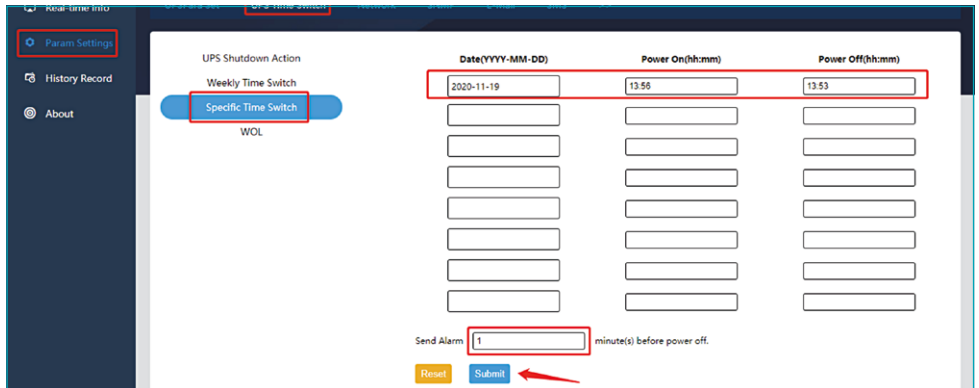 Real-time Info
UPS Time Switch
Param Settings
History Record
About
UPS Shutdown Action
Weekly Time Switch
Specific Time Switch
WOL
Date(YYYY-MM-DD) Power On(hh:mm) Power Off(hh:mm)
2020-11-19 13:56 13:53
Send Alarm 1 minute(s) before power off.
Reset Submit